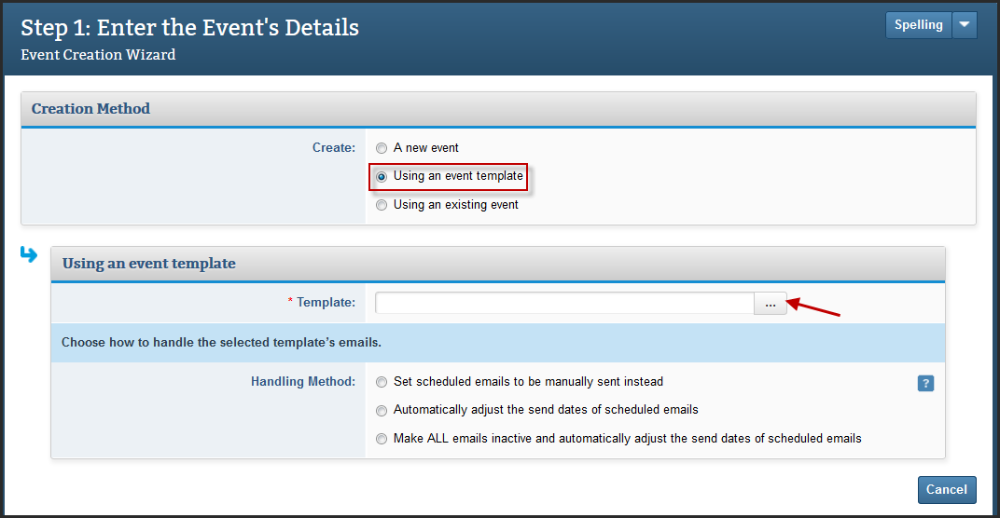 Step 1: Enter the Event's Details
Spelling
Event Creation Wizard
Creation Method
Create:
A new event
Using an event template
Using an existing event
Using an event template
* Template:
...
Choose how to handle the selected template's emails.
Handling Method:
Set scheduled emails to be manually sent instead
?
Automatically adjust the send dates of scheduled emails
Make ALL emails inactive and automatically adjust the send dates of scheduled emails
Cancel